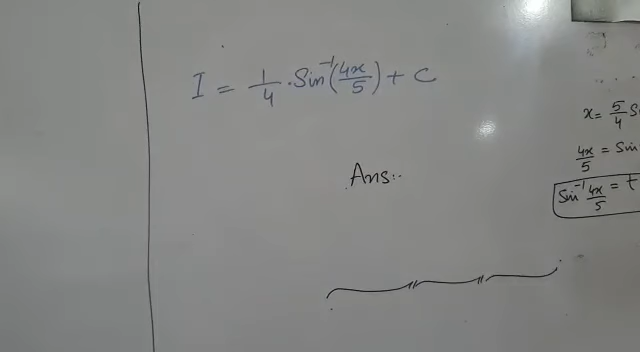 I = 1/4 . Sin⁻¹(4x/5) + C
Ans:.
x = 5/4
4x/5 = Sin
Sin⁻¹ 4x/5 = t